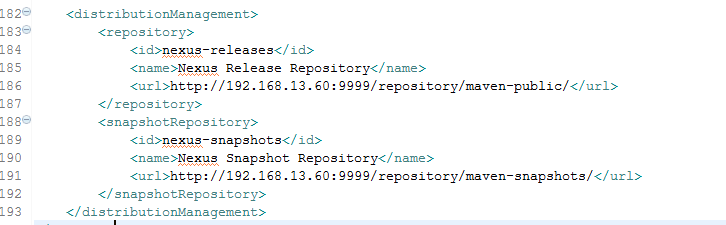 182 <distributionManagement>
183 <repository>
184 <id>nexus-releases</id>
185 <name>Nexus Release Repository</name>
186 <url>http://192.168.13.60:9999/repository/maven-public/</url>
187 </repository>
188 <snapshotRepository>
189 <id>nexus-snapshots</id>
190 <name>Nexus Snapshot Repository</name>
191 <url>http://192.168.13.60:9999/repository/maven-snapshots/</url>
192 </snapshotRepository>
193 </distributionManagement>